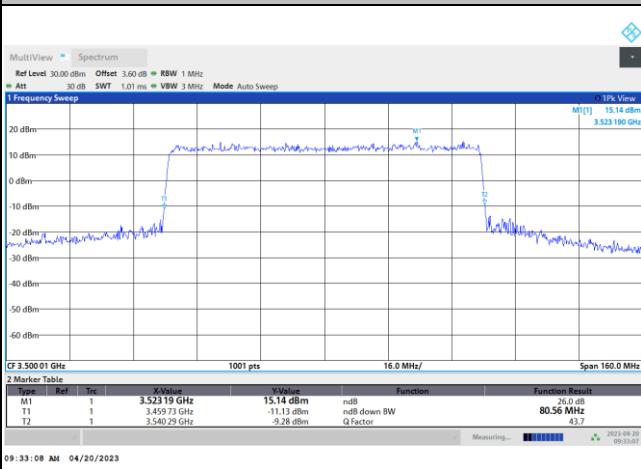 MultiView Spectrum
Ref Level 30.00 dBm Offset 3.60 dB RBW 1 MHz
Att 30 dB SWT 1.01 ms VBW 3 MHz Mode Auto Sweep
1 Frequency Sweep 1Pk View
M1[1] 15.14 dBm
3.523 190 GHz
20 dBm
M1
10 dBm
0 dBm
T1 T2
-10 dBm
-20 dBm
-30 dBm
-40 dBm
-50 dBm
-60 dBm
CF 3.500 01 GHz 1001 pts 16.0 MHz/ Span 160.0 MHz
2 Marker Table
Type Ref Trc X-Value Y-Value Function Function Result
M1 1 3.523 19 GHz 15.14 dBm ndB 26.0 dB
T1 1 3.459 73 GHz -11.13 dBm ndB down BW 80.56 MHz
T2 1 3.540 29 GHz -9.28 dBm Q Factor 43.7
Measuring... 2023-04-20
09:33:07
09:33:08 AM 04/20/2023